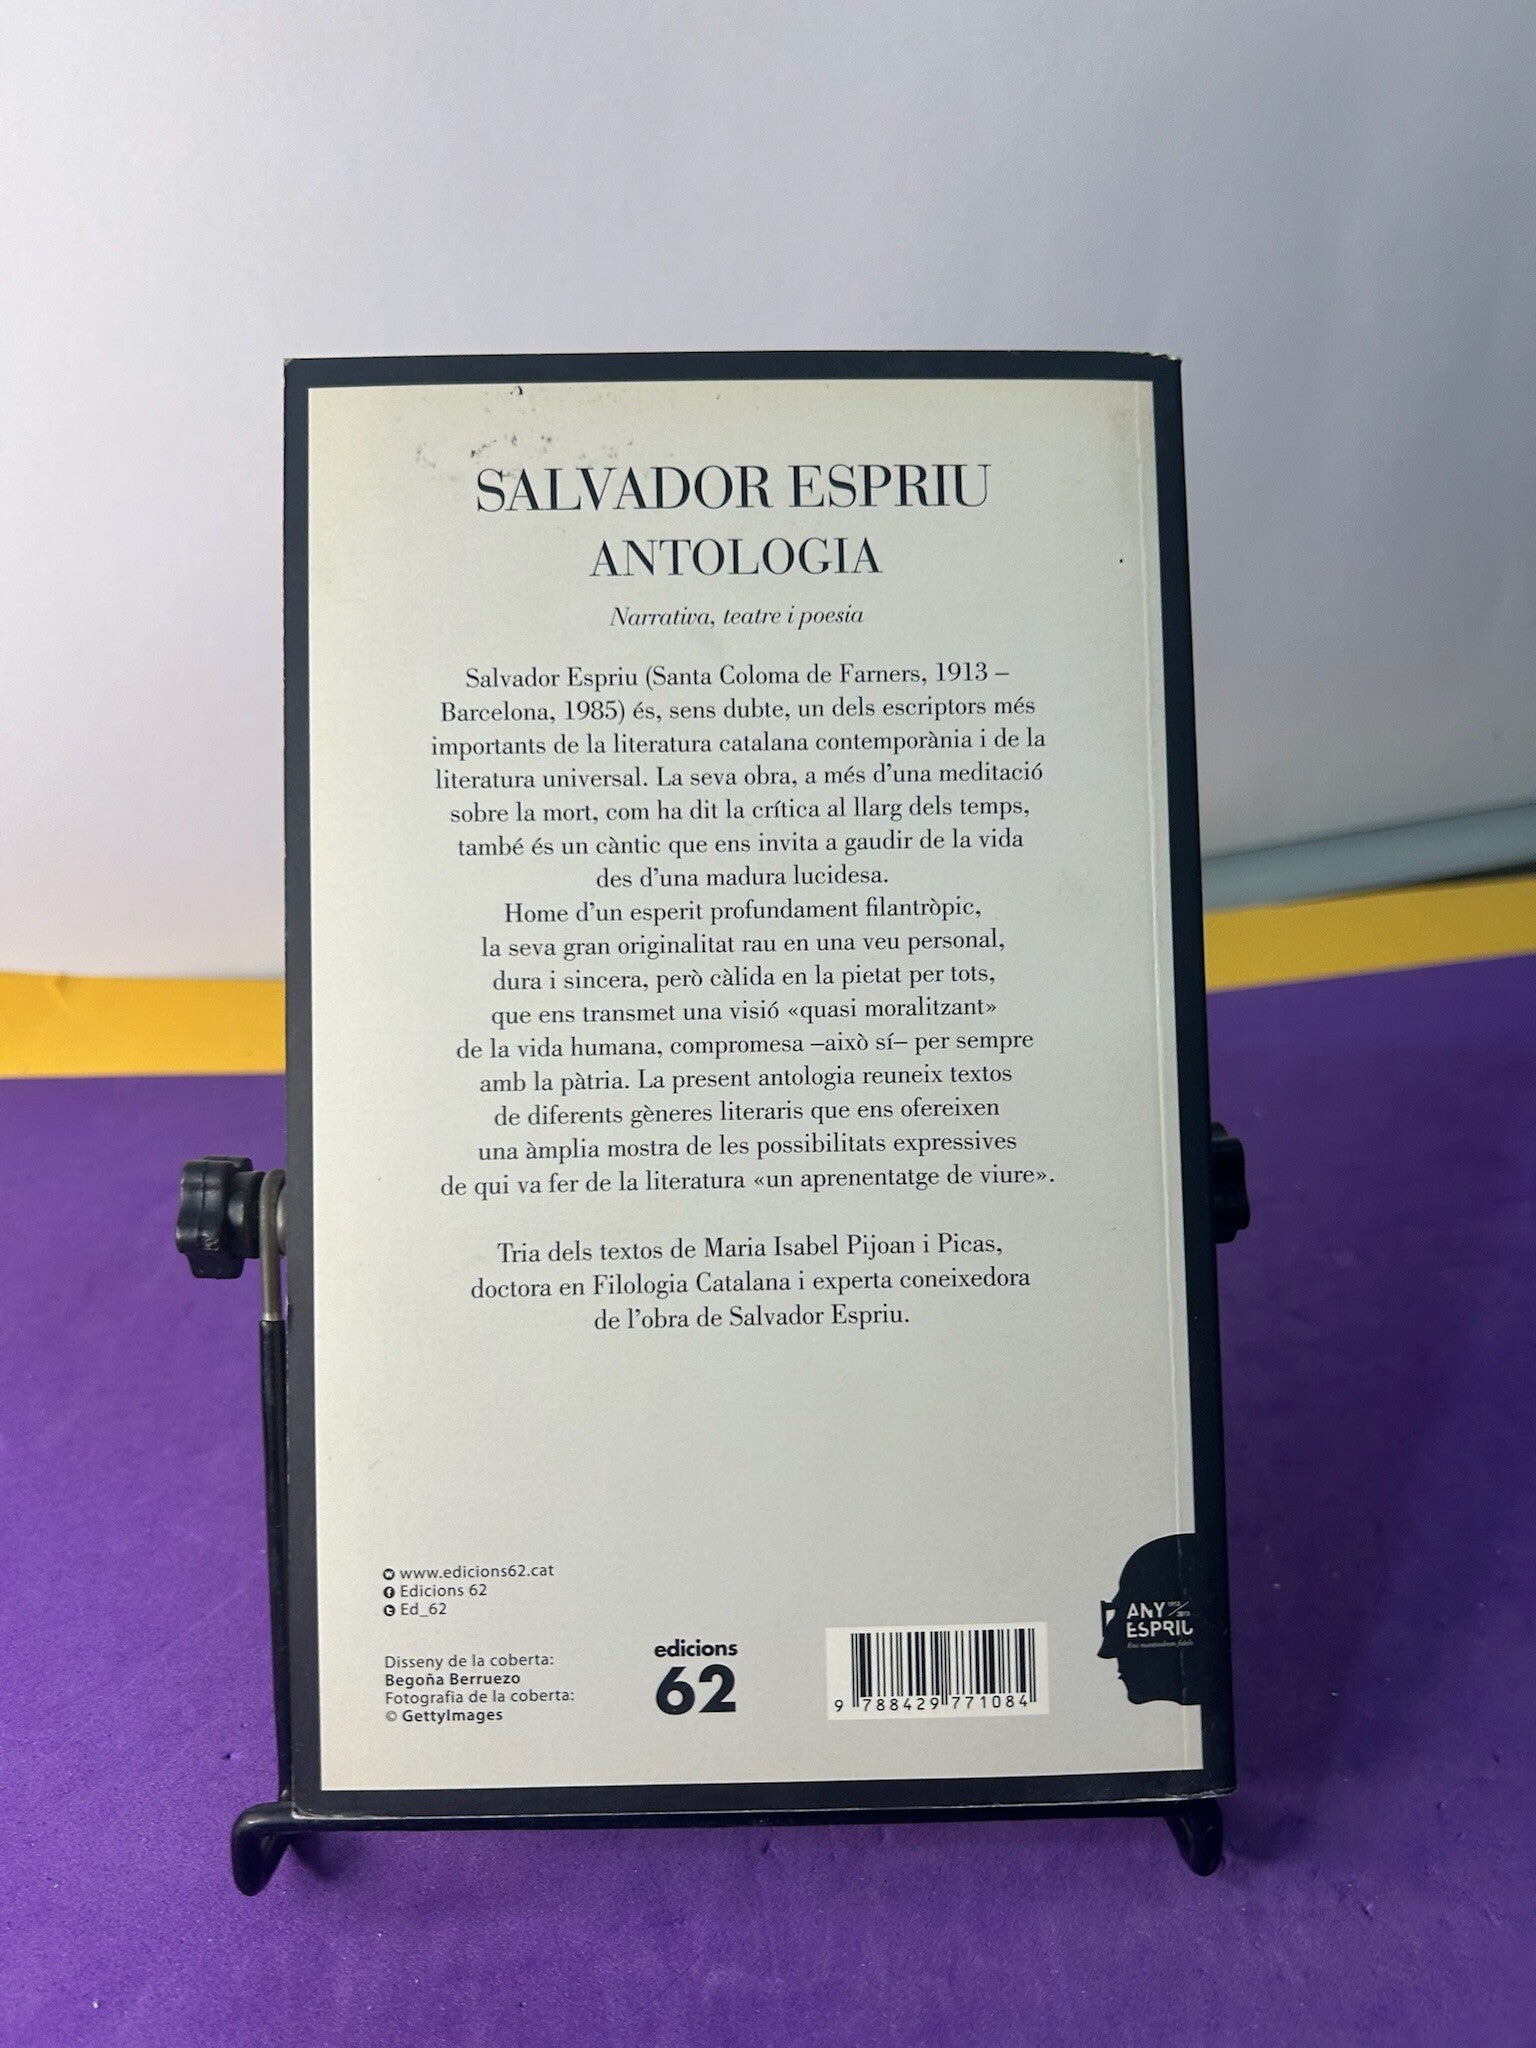 SALVADOR ESPRIU
ANTOLOGIA
Narrativa, teatre i poesia
Salvador Espriu (Santa Coloma de Farners, 1913 –
Barcelona, 1985) és, sens dubte, un dels escriptors més
importants de la literatura catalana contemporània i de la
literatura universal. La seva obra, a més d'una meditació
sobre la mort, com ha dit la crítica al llarg dels temps,
també és un càntic que ens invita a gaudir de la vida
des d'una madura lucidesa.
Home d'un esperit profundament filantròpic,
la seva gran originalitat rau en una veu personal,
dura i sincera, però càlida en la pietat per tots,
que ens transmet una visió «quasi moralitzant»
de la vida humana, compromesa –això sí– per sempre
amb la pàtria. La present antologia reuneix textos
de diferents gèneres literaris que ens ofereixen
una àmplia mostra de les possibilitats expressives
de qui va fer de la literatura «un aprenentatge de viure».
Tria dels textos de Maria Isabel Pijoan i Picas,
doctora en Filologia Catalana i experta coneixedora
de l'obra de Salvador Espriu.
www.edicions62.cat
Edicions 62
Ed_62
Disseny de la coberta:
Begoña Berruezo
Fotografia de la coberta:
© GettyImages
edicions
62
9 788429 771084
ANY 1913/2013
ESPRIU
Ens mantindrem fidels